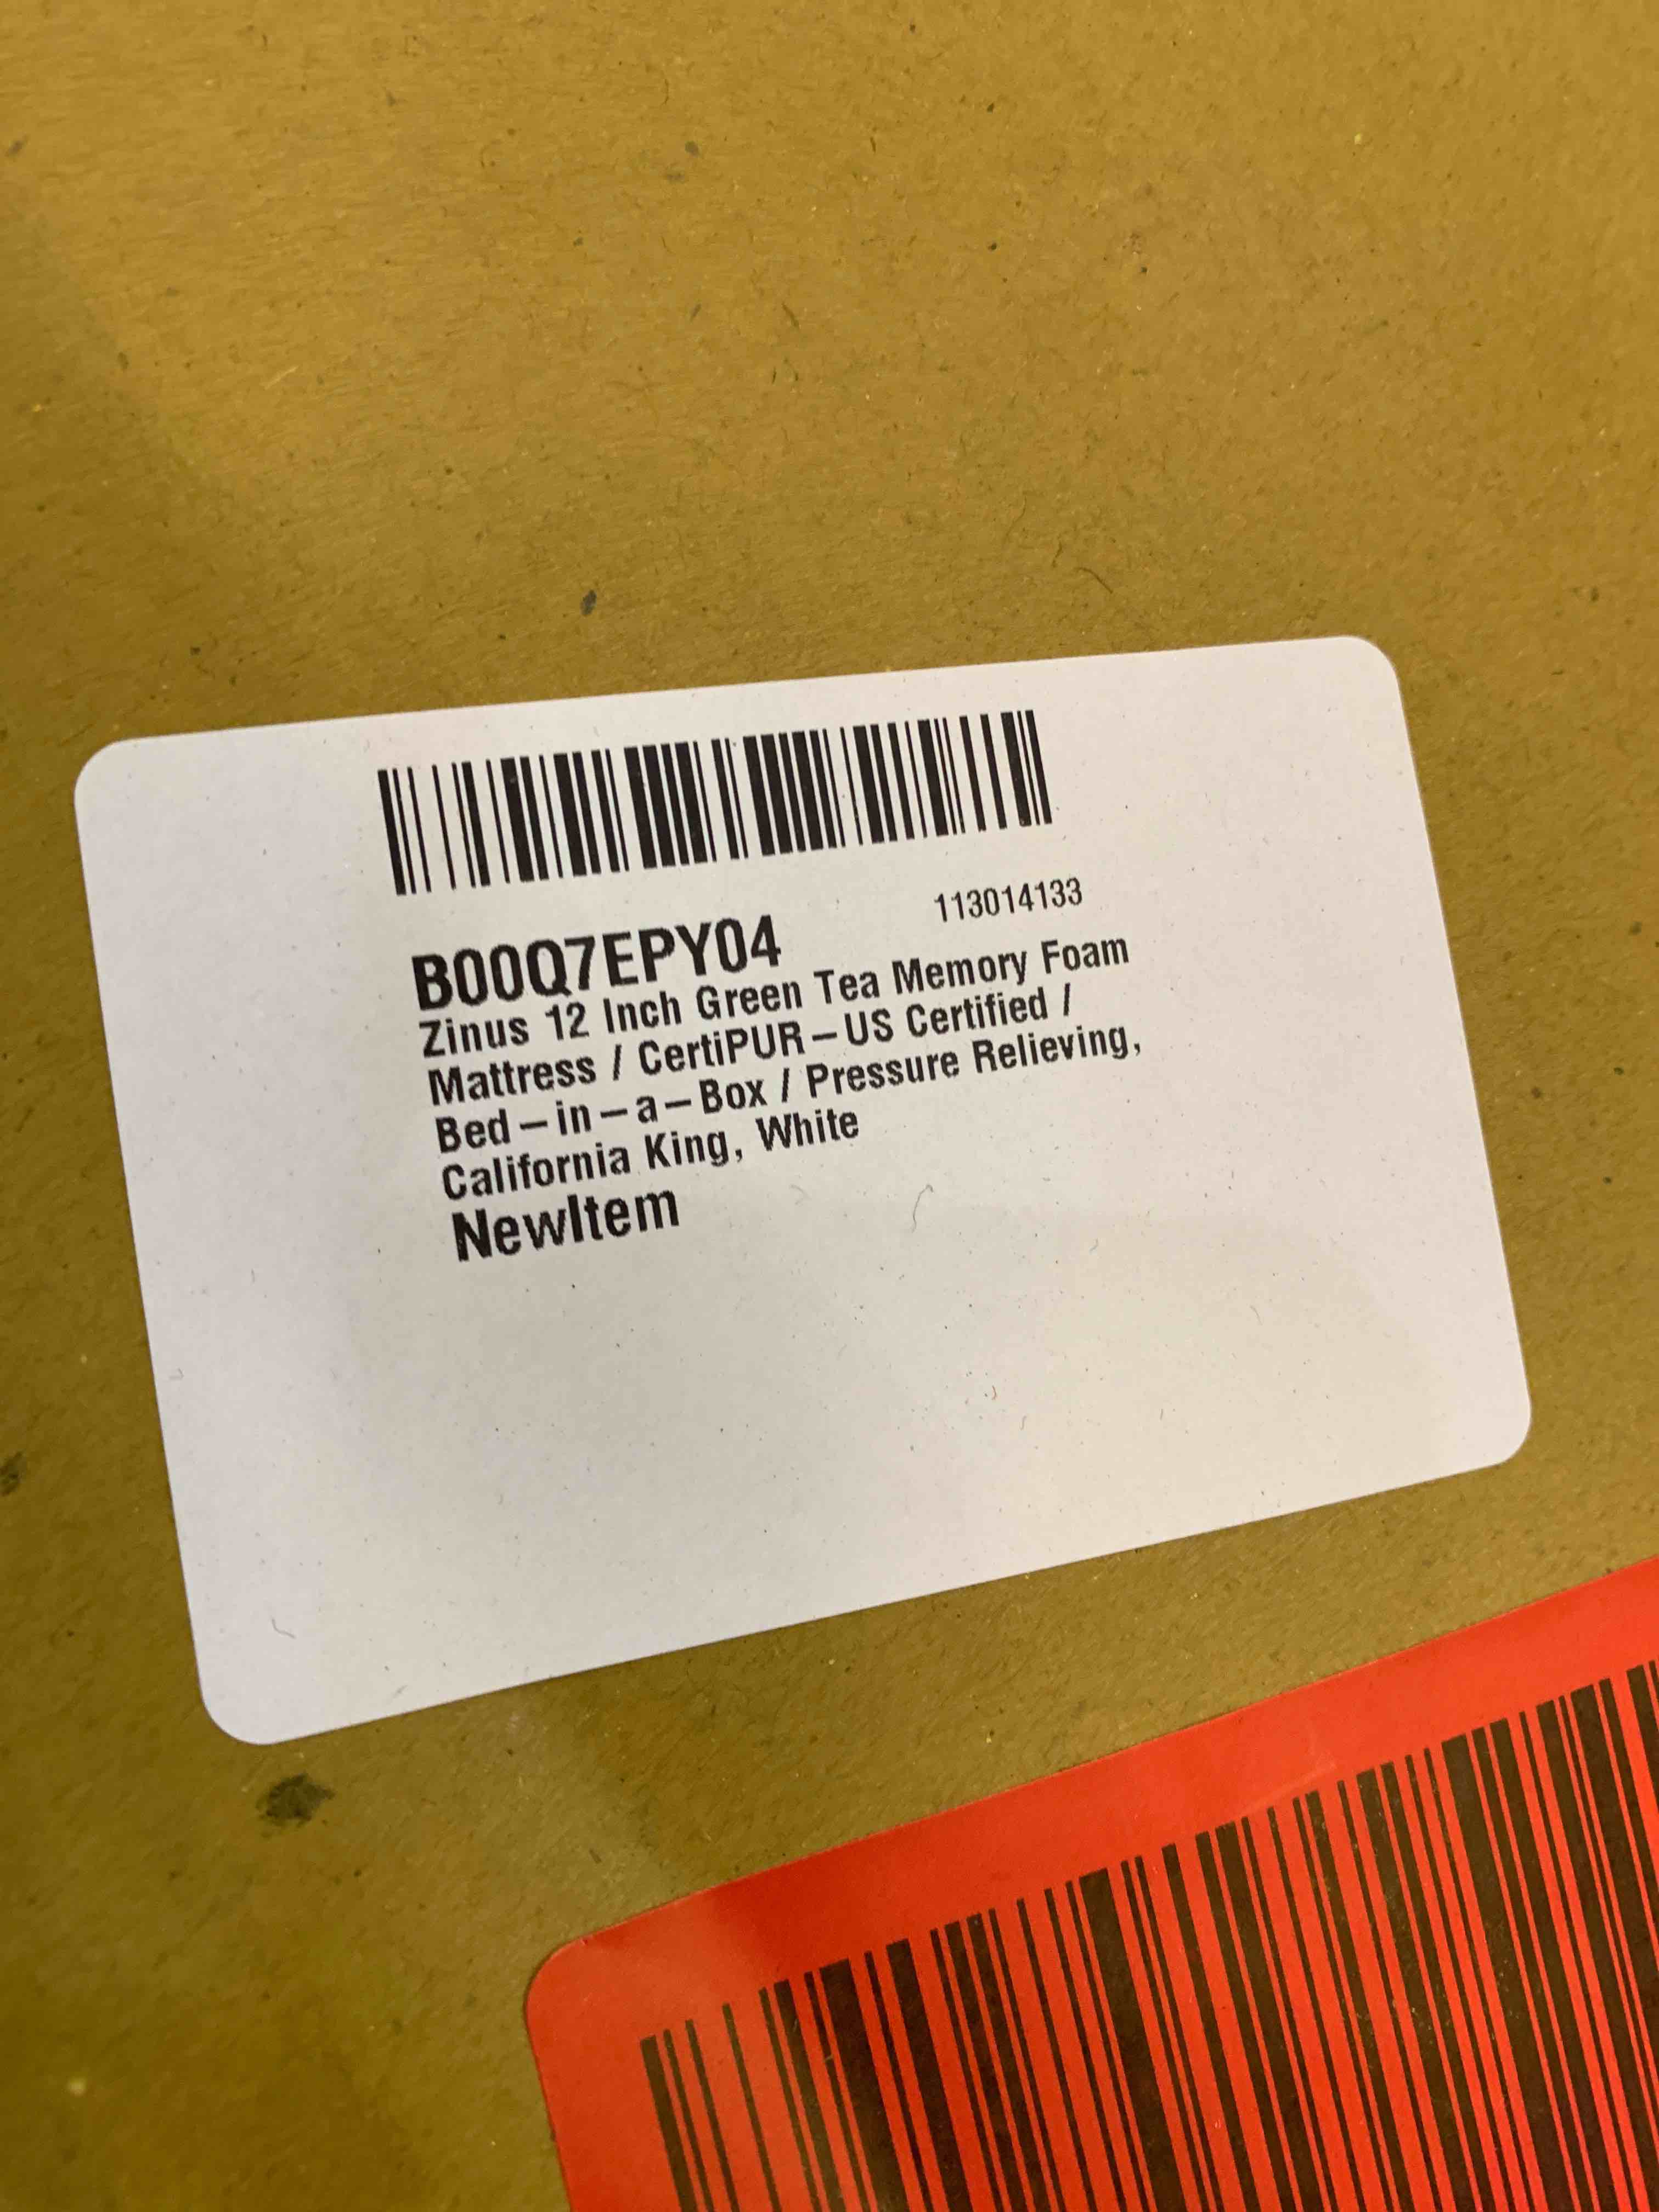 113014133
B00Q7EPY04
Zinus 12 Inch Green Tea Memory Foam
Mattress / CertiPUR-US Certified /
Bed-in-a-Box / Pressure Relieving,
California King, White
NewItem